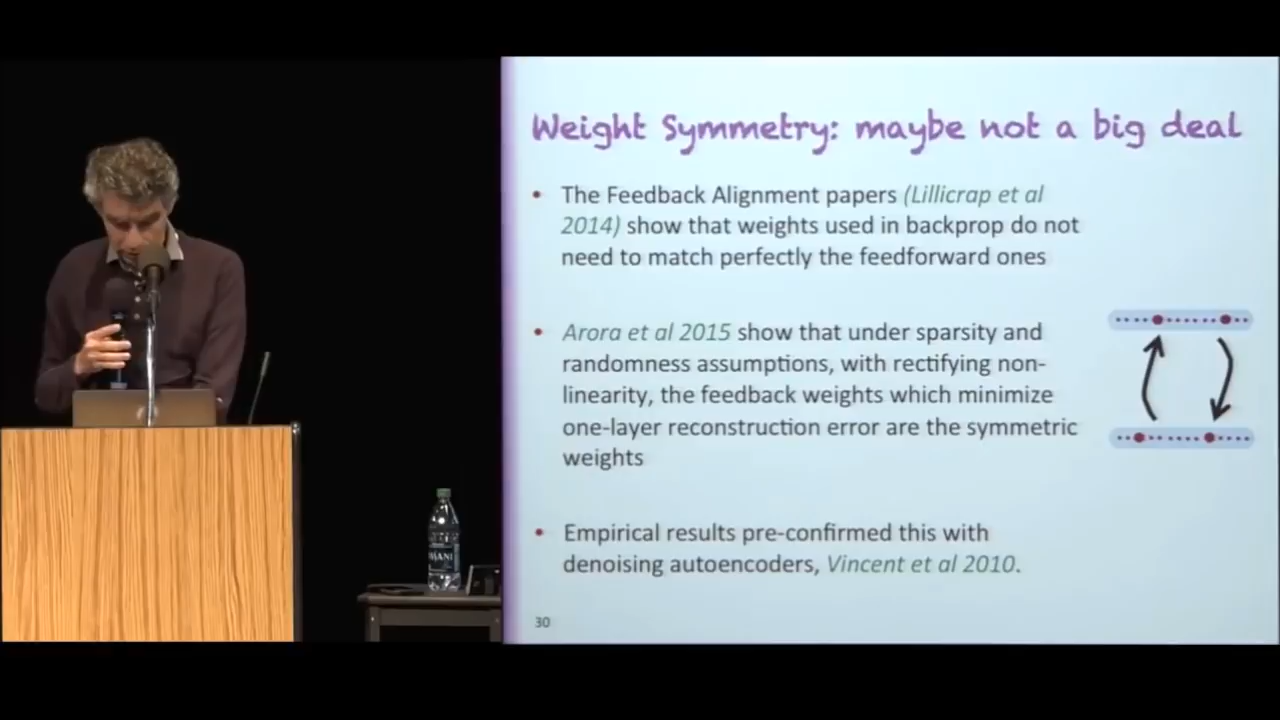 Weight Symmetry: maybe not a big deal
• The Feedback Alignment papers (Lillicrap et al
2014) show that weights used in backprop do not
need to match perfectly the feedforward ones
• Arora et al 2015 show that under sparsity and
randomness assumptions, with rectifying non-
linearity, the feedback weights which minimize
one-layer reconstruction error are the symmetric
weights
• Empirical results pre-confirmed this with
denoising autoencoders, Vincent et al 2010.
30